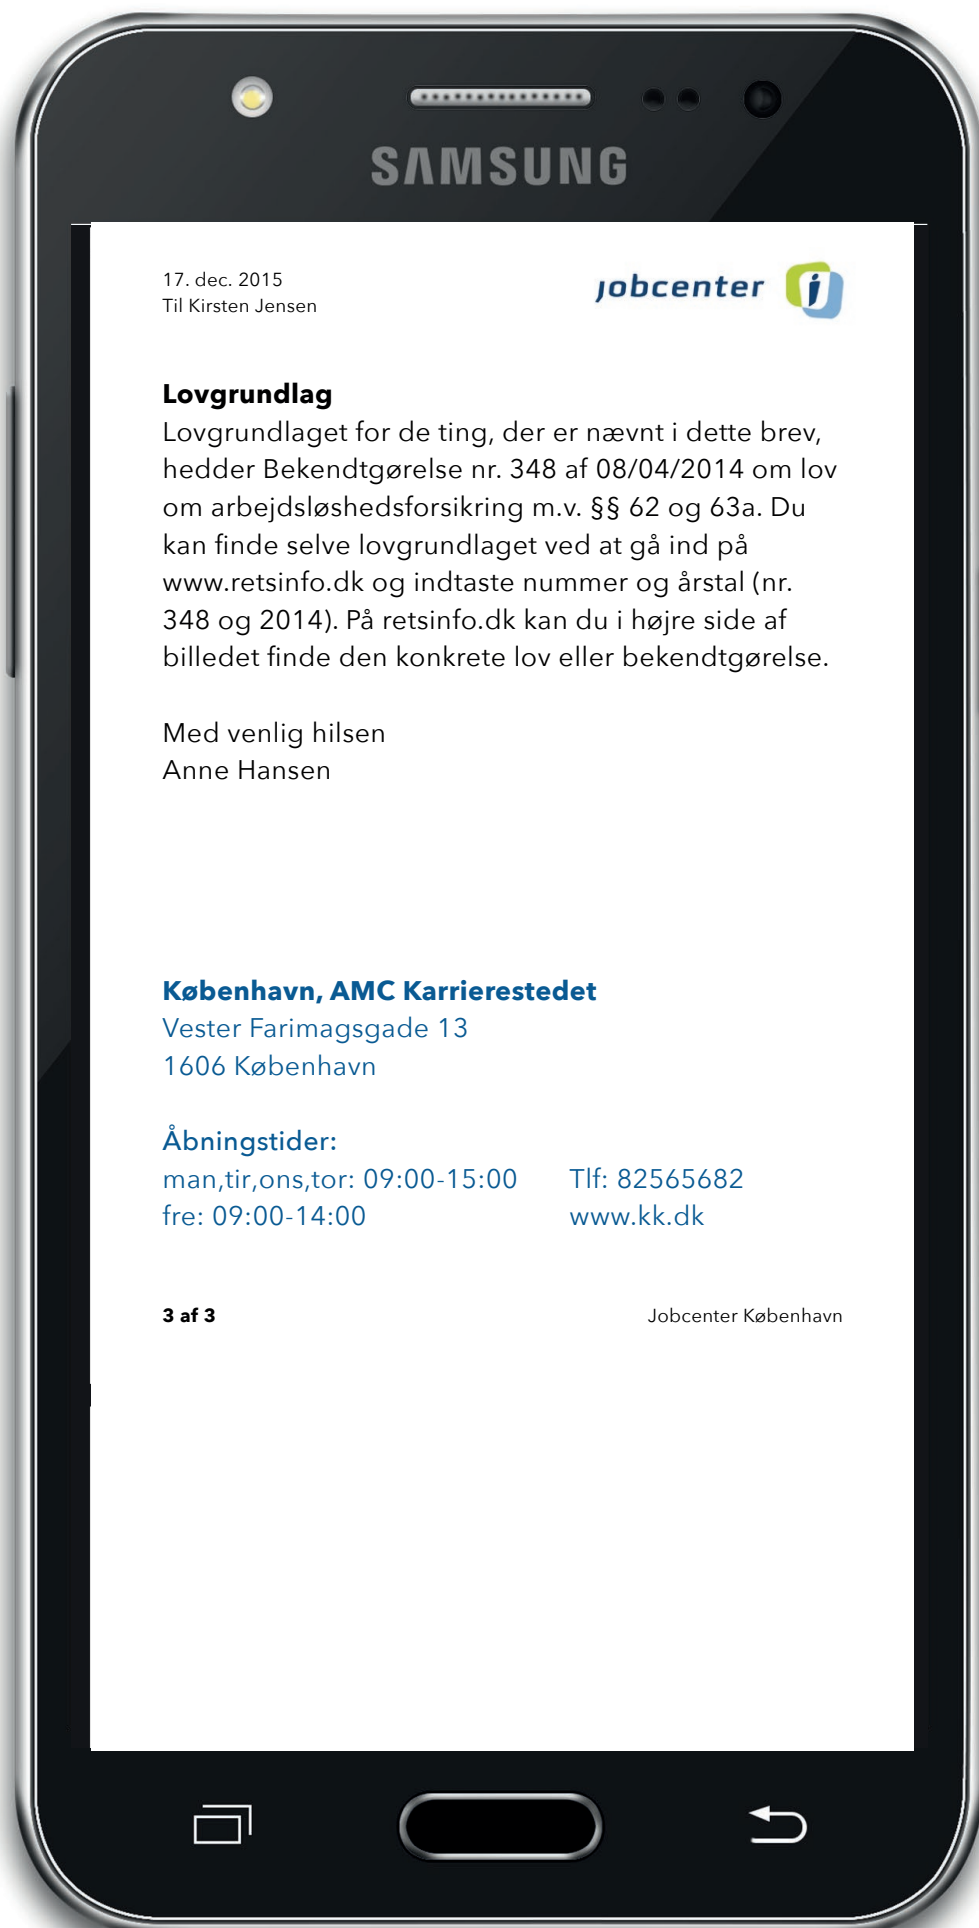 SAMSUNG
17. dec. 2015
Til Kirsten Jensen
jobcenter
Lovgrundlag
Lovgrundlaget for de ting, der er nævnt i dette brev,
hedder Bekendtgørelse nr. 348 af 08/04/2014 om lov
om arbejdsløshedsforsikring m.v. §§ 62 og 63a. Du
kan finde selve lovgrundlaget ved at gå ind på
www.retsinfo.dk og indtaste nummer og årstal (nr.
348 og 2014). På retsinfo.dk kan du i højre side af
billedet finde den konkrete lov eller bekendtgørelse.
Med venlig hilsen
Anne Hansen
København, AMC Karrierestedet
Vester Farimagsgade 13
1606 København
Åbningstider:
man,tir,ons,tor: 09:00-15:00 Tlf: 82565682
fre: 09:00-14:00 www.kk.dk
3 af 3 Jobcenter København